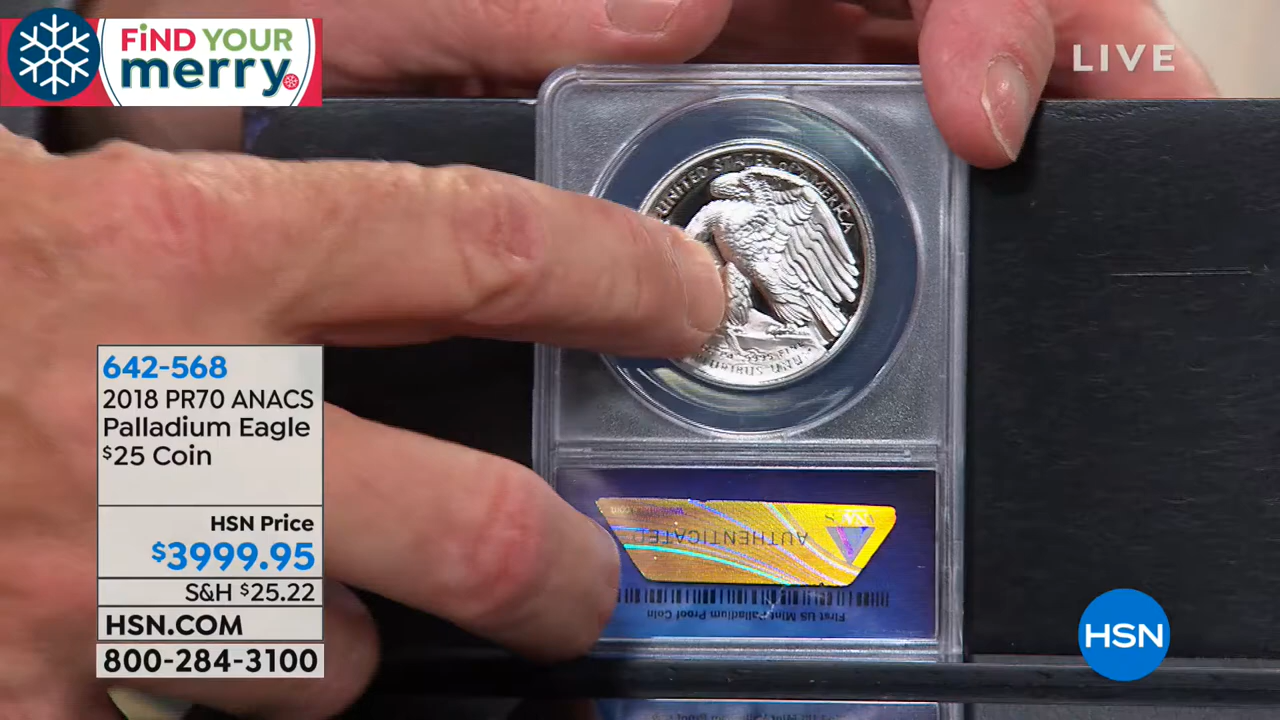 FIND YOUR
merry
LIVE
UNITED STATES of AMERICA
642-568
2018 PR70 ANACS
Palladium Eagle
$25 Coin
HSN Price
$3999.95
S&H $25.22
HSN.COM
800-284-3100
AUTHENTICATED
First US Mint Palladium Proof Coin
HSN